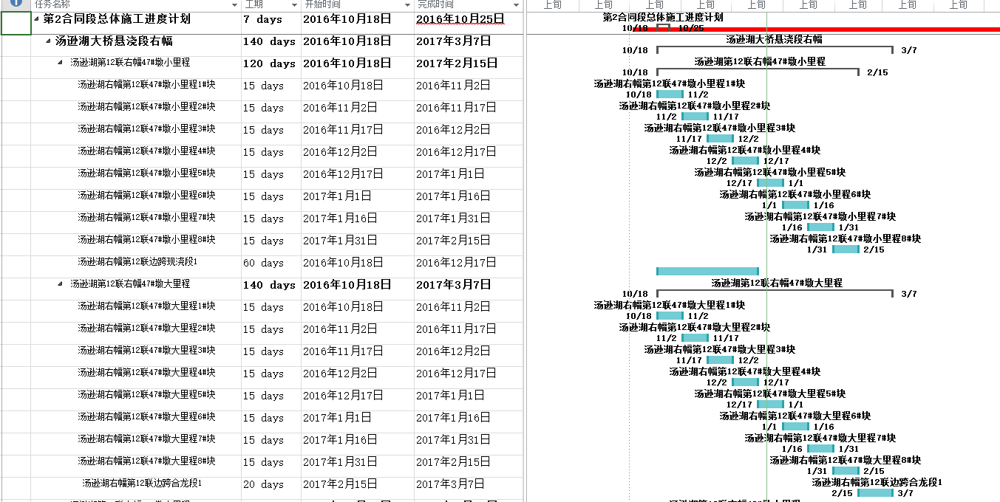 任务名称 工期 开始时间 完成时间 上旬 上旬 上旬 上旬 上旬 上旬 上旬 上旬 上旬
第2合同段总体施工进度计划 7 days 2016年10月18日 2016年10月25日
汤逊湖大桥悬浇段右幅 140 days 2016年10月18日 2017年3月7日
汤逊湖第12联右幅47#墩小里程 120 days 2016年10月18日 2017年2月15日
汤逊湖右幅第12联47#墩小里程1#块 15 days 2016年10月18日 2016年11月2日
汤逊湖右幅第12联47#墩小里程2#块 15 days 2016年11月2日 2016年11月17日
汤逊湖右幅第12联47#墩小里程3#块 15 days 2016年11月17日 2016年12月2日
汤逊湖右幅第12联47#墩小里程4#块 15 days 2016年12月2日 2016年12月17日
汤逊湖右幅第12联47#墩小里程5#块 15 days 2016年12月17日 2017年1月1日
汤逊湖右幅第12联47#墩小里程6#块 15 days 2017年1月1日 2017年1月16日
汤逊湖右幅第12联47#墩小里程7#块 15 days 2017年1月16日 2017年1月31日
汤逊湖右幅第12联47#墩小里程8#块 15 days 2017年1月31日 2017年2月15日
汤逊湖右幅第12联边跨现浇段1 60 days 2016年10月18日 2016年12月17日
汤逊湖第12联右幅47#墩大里程 140 days 2016年10月18日 2017年3月7日
汤逊湖右幅第12联47#墩大里程1#块 15 days 2016年10月18日 2016年11月2日
汤逊湖右幅第12联47#墩大里程2#块 15 days 2016年11月2日 2016年11月17日
汤逊湖右幅第12联47#墩大里程3#块 15 days 2016年11月17日 2016年12月2日
汤逊湖右幅第12联47#墩大里程4#块 15 days 2016年12月2日 2016年12月17日
汤逊湖右幅第12联47#墩大里程5#块 15 days 2016年12月17日 2017年1月1日
汤逊湖右幅第12联47#墩大里程6#块 15 days 2017年1月1日 2017年1月16日
汤逊湖右幅第12联47#墩大里程7#块 15 days 2017年1月16日 2017年1月31日
汤逊湖右幅第12联47#墩大里程8#块 15 days 2017年1月31日 2017年2月15日
汤逊湖右幅第12联边跨合龙段1 20 days 2017年2月15日 2017年3月7日
第2合同段总体施工进度计划
10/18 10/25
汤逊湖大桥悬浇段右幅
10/18 3/7
汤逊湖第12联右幅47#墩小里程
10/18 2/15
汤逊湖右幅第12联47#墩小里程1#块
10/18 11/2
汤逊湖右幅第12联47#墩小里程2#块
11/2 11/17
汤逊湖右幅第12联47#墩小里程3#块
11/17 12/2
汤逊湖右幅第12联47#墩小里程4#块
12/2 12/17
汤逊湖右幅第12联47#墩小里程5#块
12/17 1/1
汤逊湖右幅第12联47#墩小里程6#块
1/1 1/16
汤逊湖右幅第12联47#墩小里程7#块
1/16 1/31
汤逊湖右幅第12联47#墩小里程8#块
1/31 2/15
汤逊湖第12联右幅47#墩大里程
10/18 3/7
汤逊湖右幅第12联47#墩大里程1#块
10/18 11/2
汤逊湖右幅第12联47#墩大里程2#块
11/2 11/17
汤逊湖右幅第12联47#墩大里程3#块
11/17 12/2
汤逊湖右幅第12联47#墩大里程4#块
12/2 12/17
汤逊湖右幅第12联47#墩大里程5#块
12/17 1/1
汤逊湖右幅第12联47#墩大里程6#块
1/1 1/16
汤逊湖右幅第12联47#墩大里程7#块
1/16 1/31
汤逊湖右幅第12联47#墩大里程8#块
1/31 2/15
汤逊湖右幅第12联边跨合龙段1
2/15 3/7